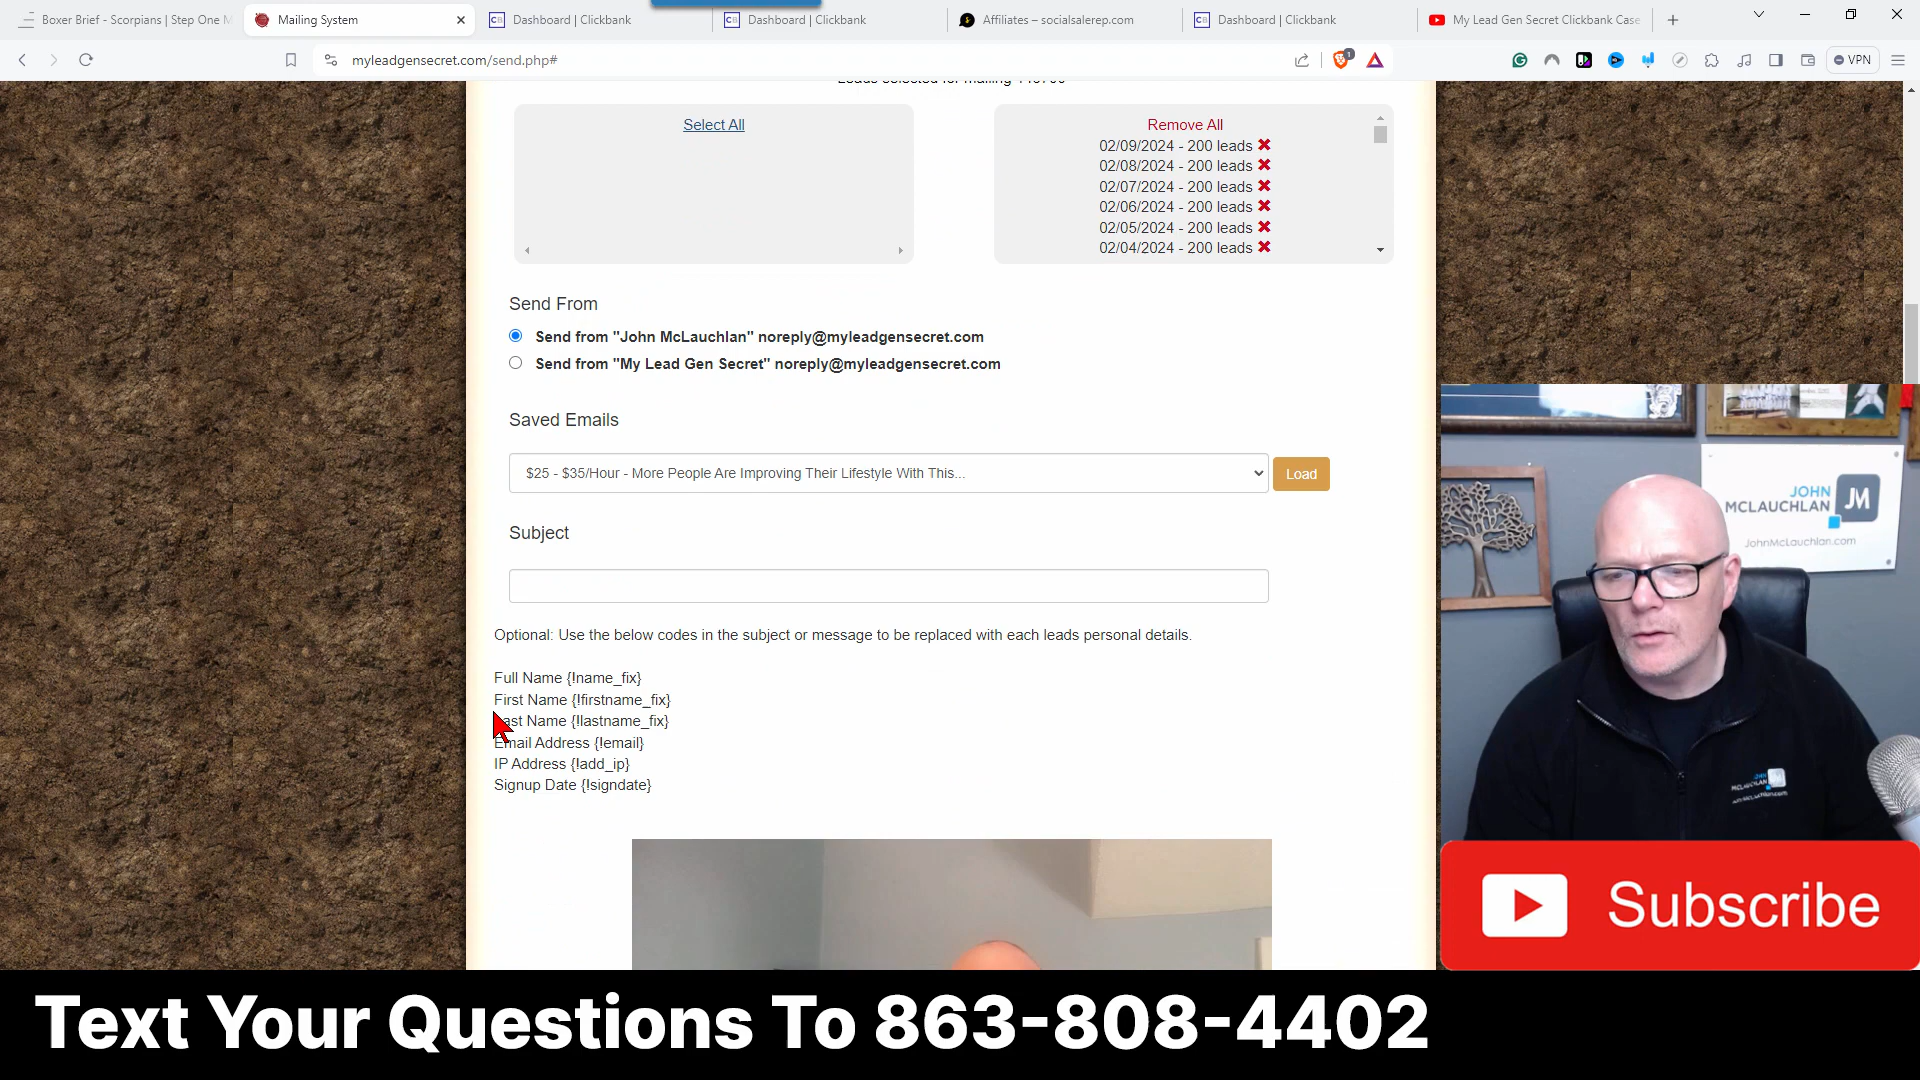 Boxer Brief - Scorpians | Step One M
Mailing System
Dashboard | Clickbank
Dashboard | Clickbank
Affiliates – socialsalerep.com
Dashboard | Clickbank
My Lead Gen Secret Clickbank Case
myleadgensecret.com/send.php#
VPN
Select All
Remove All
02/09/2024 - 200 leads
02/08/2024 - 200 leads
02/07/2024 - 200 leads
02/06/2024 - 200 leads
02/05/2024 - 200 leads
02/04/2024 - 200 leads
Send From
Send from "John McLauchlan" noreply@myleadgensecret.com
Send from "My Lead Gen Secret" noreply@myleadgensecret.com
Saved Emails
$25 - $35/Hour - More People Are Improving Their Lifestyle With This...
Load
Subject
Optional: Use the below codes in the subject or message to be replaced with each leads personal details.
Full Name {!name_fix}
First Name {!firstname_fix}
Last Name {!lastname_fix}
Email Address {!email}
IP Address {!add_ip}
Signup Date {!signdate}
JOHN
MCLAUCHLAN JM
JohnMcLauchlan.com
Subscribe
Text Your Questions To 863-808-4402